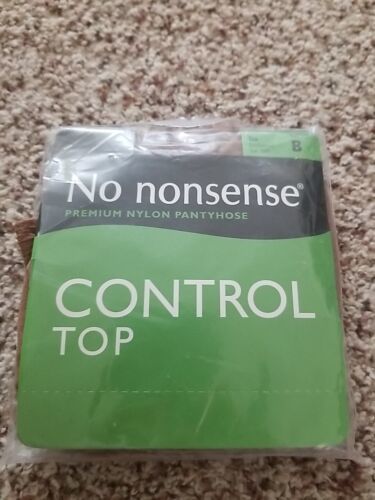 B
No nonsense®
PREMIUM NYLON PANTYHOSE
CONTROL
TOP